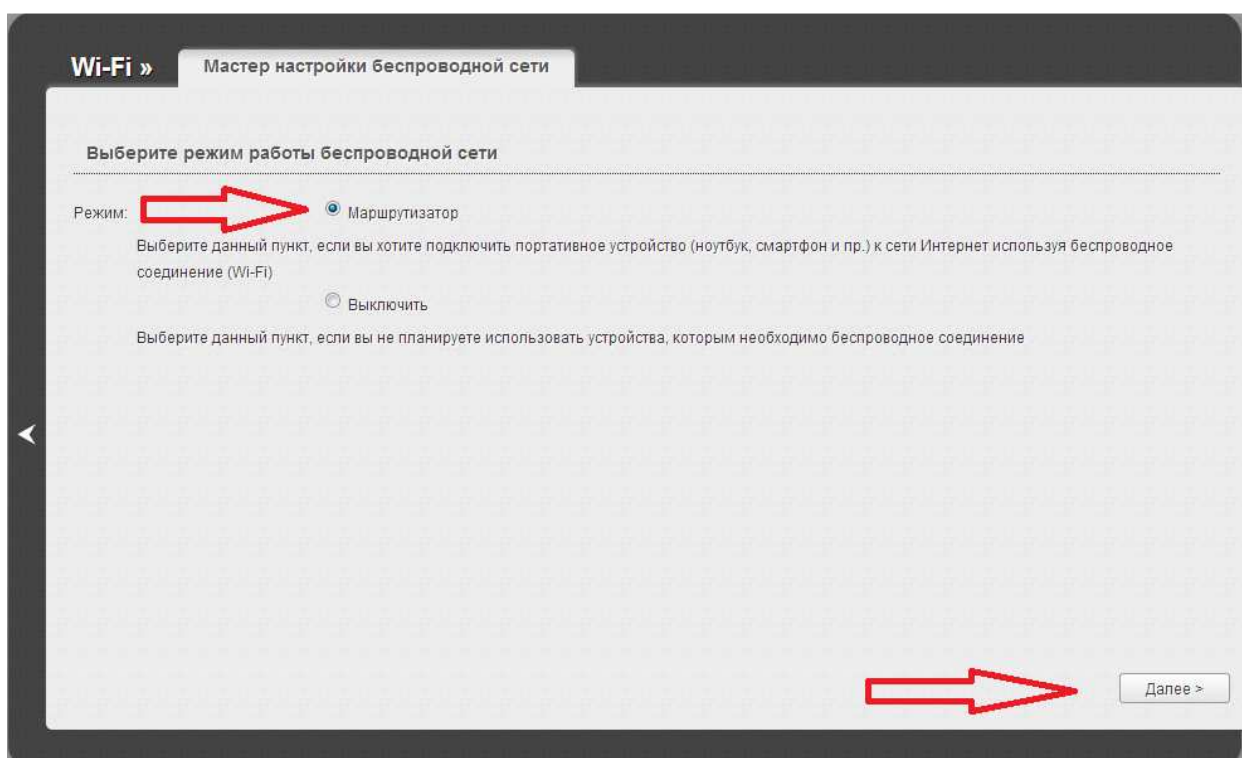 Wi-Fi » Мастер настройки беспроводной сети
Выберите режим работы беспроводной сети
Режим: Маршрутизатор
Выберите данный пункт, если вы хотите подключить портативное устройство (ноутбук, смартфон и пр.) к сети Интернет используя беспроводное
соединение (Wi-Fi)
Выключить
Выберите данный пункт, если вы не планируете использовать устройства, которым необходимо беспроводное соединение
Далее >